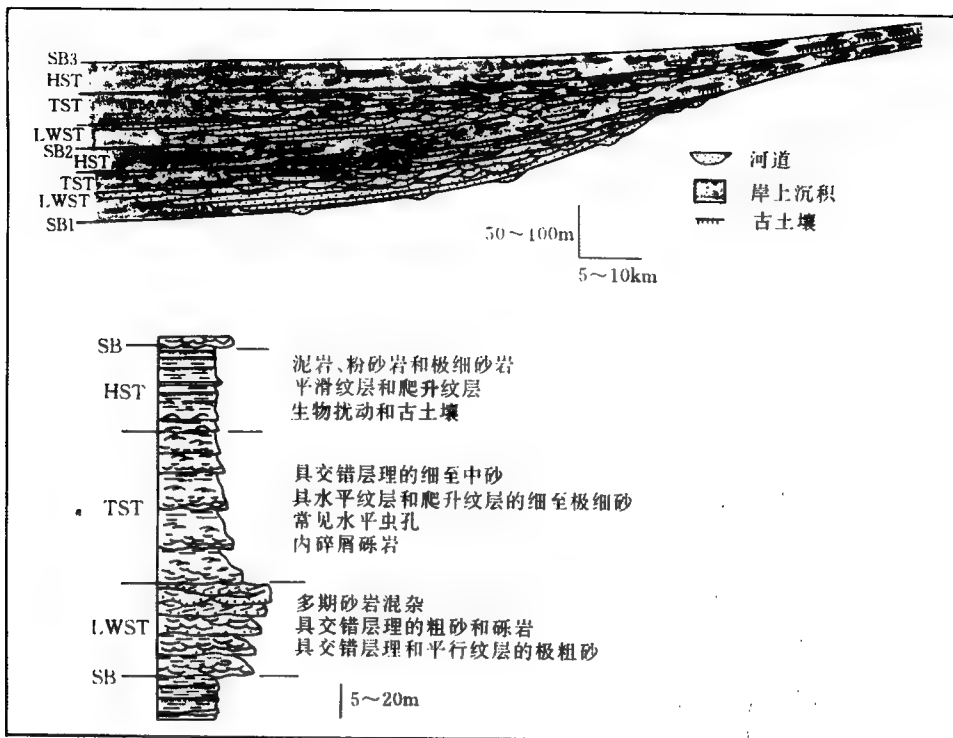 SB3
HST
TST
LWST
SB2
HST
TST
LWST
SB1
河道
岸上沉积
古土壤
50～100m
5～10km
SB
HST
泥岩、粉砂岩和极细砂岩
平滑纹层和爬升纹层
生物扰动和古土壤
TST
具交错层理的细至中砂
具水平纹层和爬升纹层的细至极细砂
常见水平虫孔
内碎屑砾岩
LWST
多期砂岩混杂
具交错层理的粗砂和砾岩
具交错层理和平行纹层的极粗砂
SB
5～20m